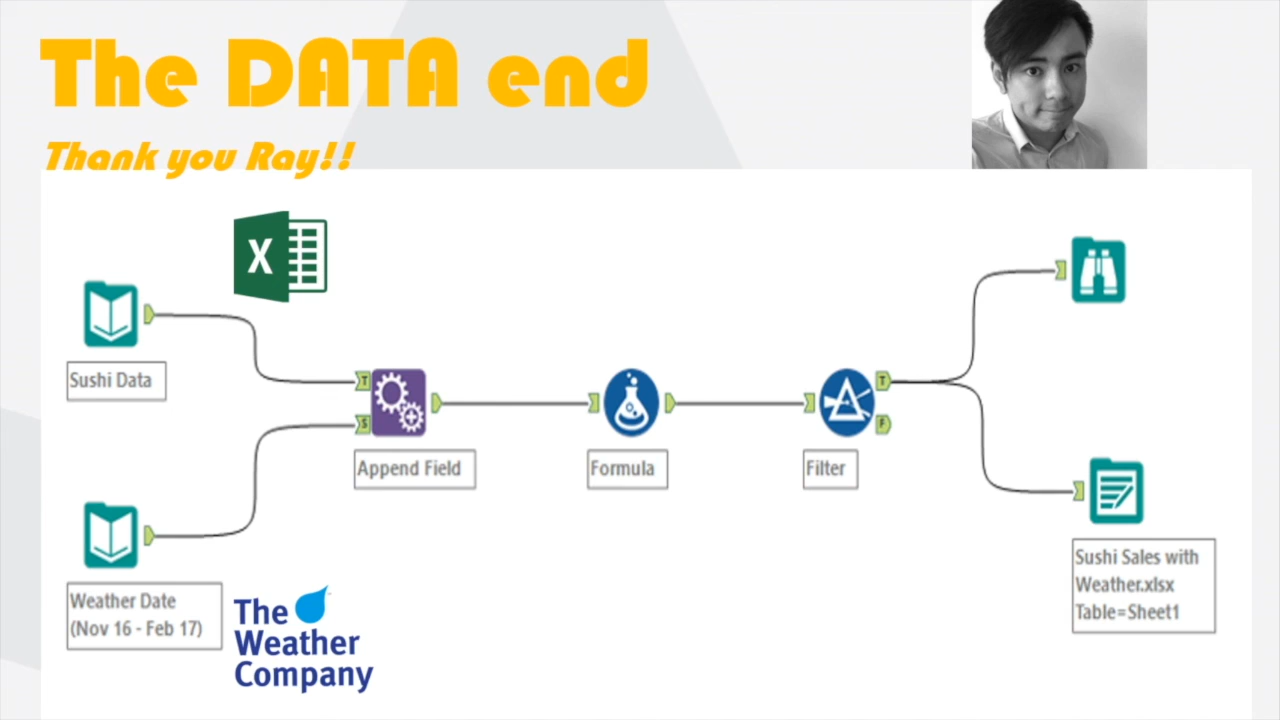 The DATA end
Thank you Ray!!
X
Sushi Data
T
S
Append Field
Formula
T
F
Filter
Weather Date
(Nov 16 - Feb 17)
The
Weather
Company
Sushi Sales with
Weather.xlsx
Table=Sheet1